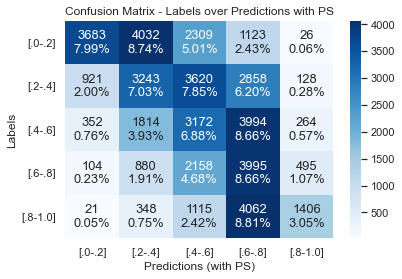 Confusion Matrix - Labels over Predictions with PS
[.0-.2] 3683 4032 2309 1123 26 4000
7.99% 8.74% 5.01% 2.43% 0.06% 3500
[.2-.4] 921 3243 3620 2858 128 3000
2.00% 7.03% 7.85% 6.20% 0.28%
[.4-.6] 352 1814 3172 3994 264 2500
0.76% 3.93% 6.88% 8.66% 0.57% 2000
[.6-.8] 104 880 2158 3995 495 1500
0.23% 1.91% 4.68% 8.66% 1.07%
[.8-1.0] 21 348 1115 4062 1406 1000
0.05% 0.75% 2.42% 8.81% 3.05% 500
Labels
[.0-.2] [.2-.4] [.4-.6] [.6-.8] [.8-1.0]
Predictions (with PS)